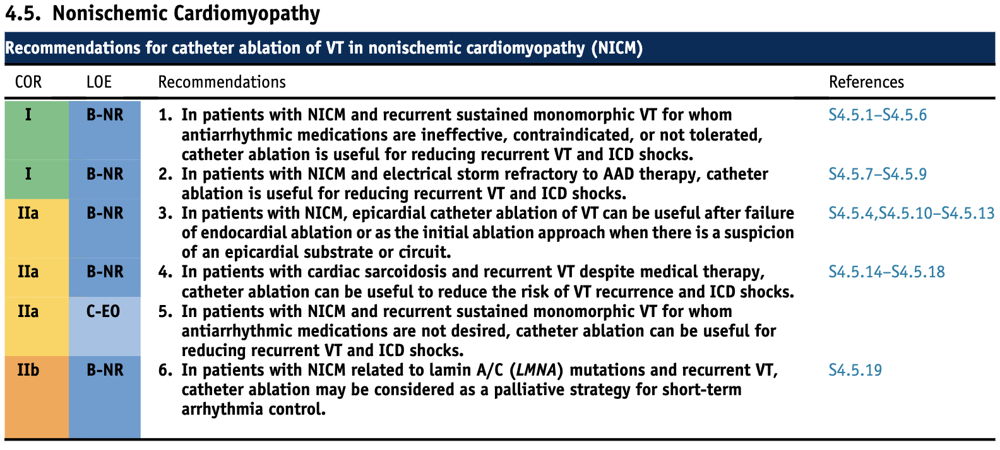 4.5. Nonischemic Cardiomyopathy
Recommendations for catheter ablation of VT in nonischemic cardiomyopathy (NICM)
COR LOE Recommendations References
I B-NR 1. In patients with NICM and recurrent sustained monomorphic VT for whom S4.5.1–S4.5.6
antiarrhythmic medications are ineffective, contraindicated, or not tolerated,
catheter ablation is useful for reducing recurrent VT and ICD shocks.
I B-NR 2. In patients with NICM and electrical storm refractory to AAD therapy, catheter S4.5.7–S4.5.9
ablation is useful for reducing recurrent VT and ICD shocks.
IIa B-NR 3. In patients with NICM, epicardial catheter ablation of VT can be useful after failure S4.5.4,S4.5.10–S4.5.13
of endocardial ablation or as the initial ablation approach when there is a suspicion
of an epicardial substrate or circuit.
IIa B-NR 4. In patients with cardiac sarcoidosis and recurrent VT despite medical therapy, S4.5.14–S4.5.18
catheter ablation can be useful to reduce the risk of VT recurrence and ICD shocks.
IIa C-EO 5. In patients with NICM and recurrent sustained monomorphic VT for whom
antiarrhythmic medications are not desired, catheter ablation can be useful for
reducing recurrent VT and ICD shocks.
IIb B-NR 6. In patients with NICM related to lamin A/C (LMNA) mutations and recurrent VT, S4.5.19
catheter ablation may be considered as a palliative strategy for short-term
arrhythmia control.